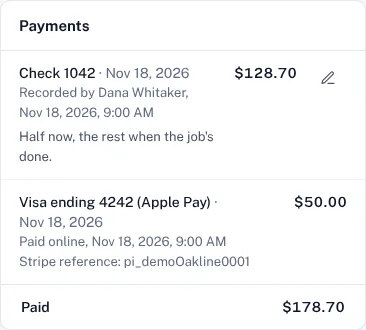 Payments
Check 1042 · Nov 18, 2026 $128.70
Recorded by Dana Whitaker,
Nov 18, 2026, 9:00 AM
Half now, the rest when the job's
done.
Visa ending 4242 (Apple Pay) · $50.00
Nov 18, 2026
Paid online, Nov 18, 2026, 9:00 AM
Stripe reference: pi_demoOakline0001
Paid $178.70